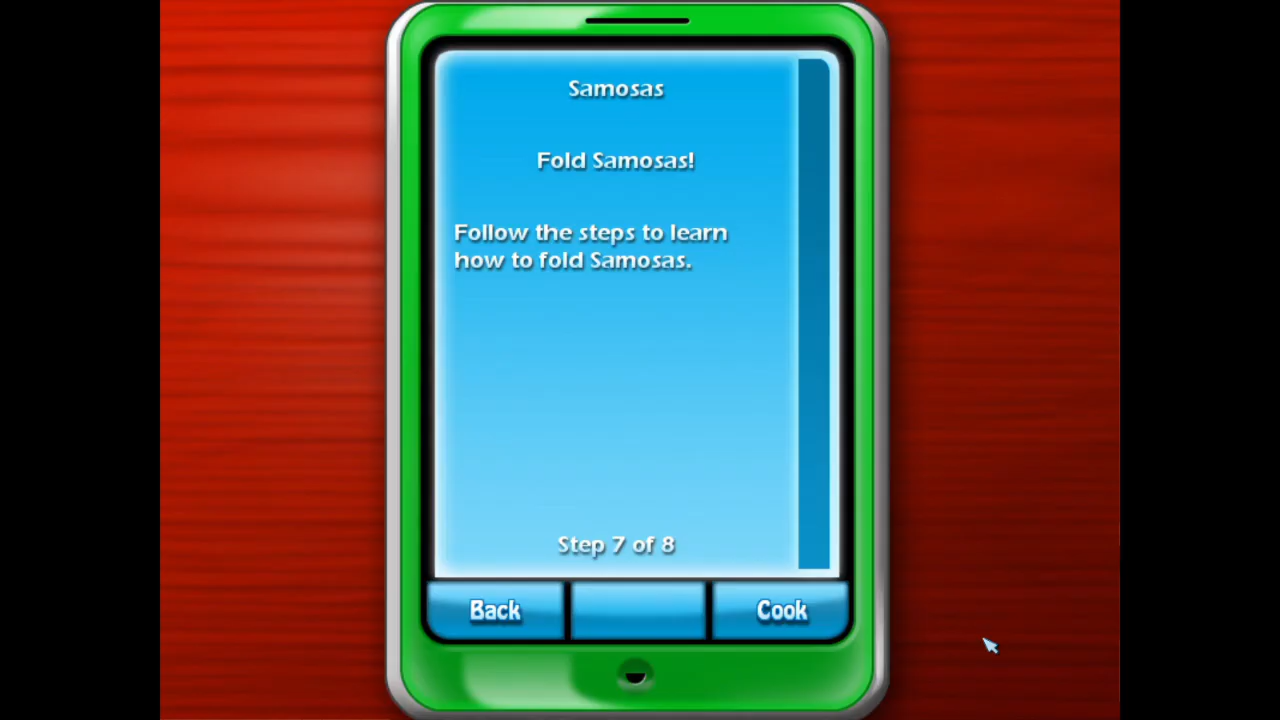 Samosas
Fold Samosas!
Follow the steps to learn
how to fold Samosas.
Step 7 of 8
Back
Cook